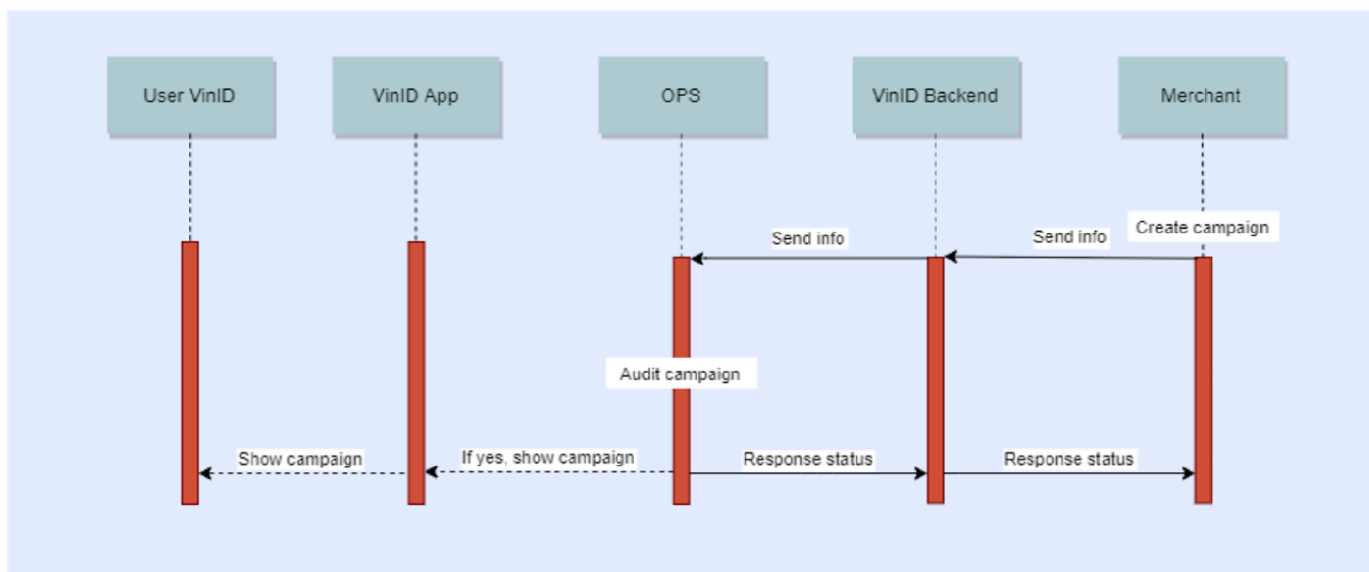 User VinID
VinID App
OPS
VinID Backend
Merchant
Create campaign
Send info
Send info
Audit campaign
Show campaign
If yes, show campaign
Response status
Response status